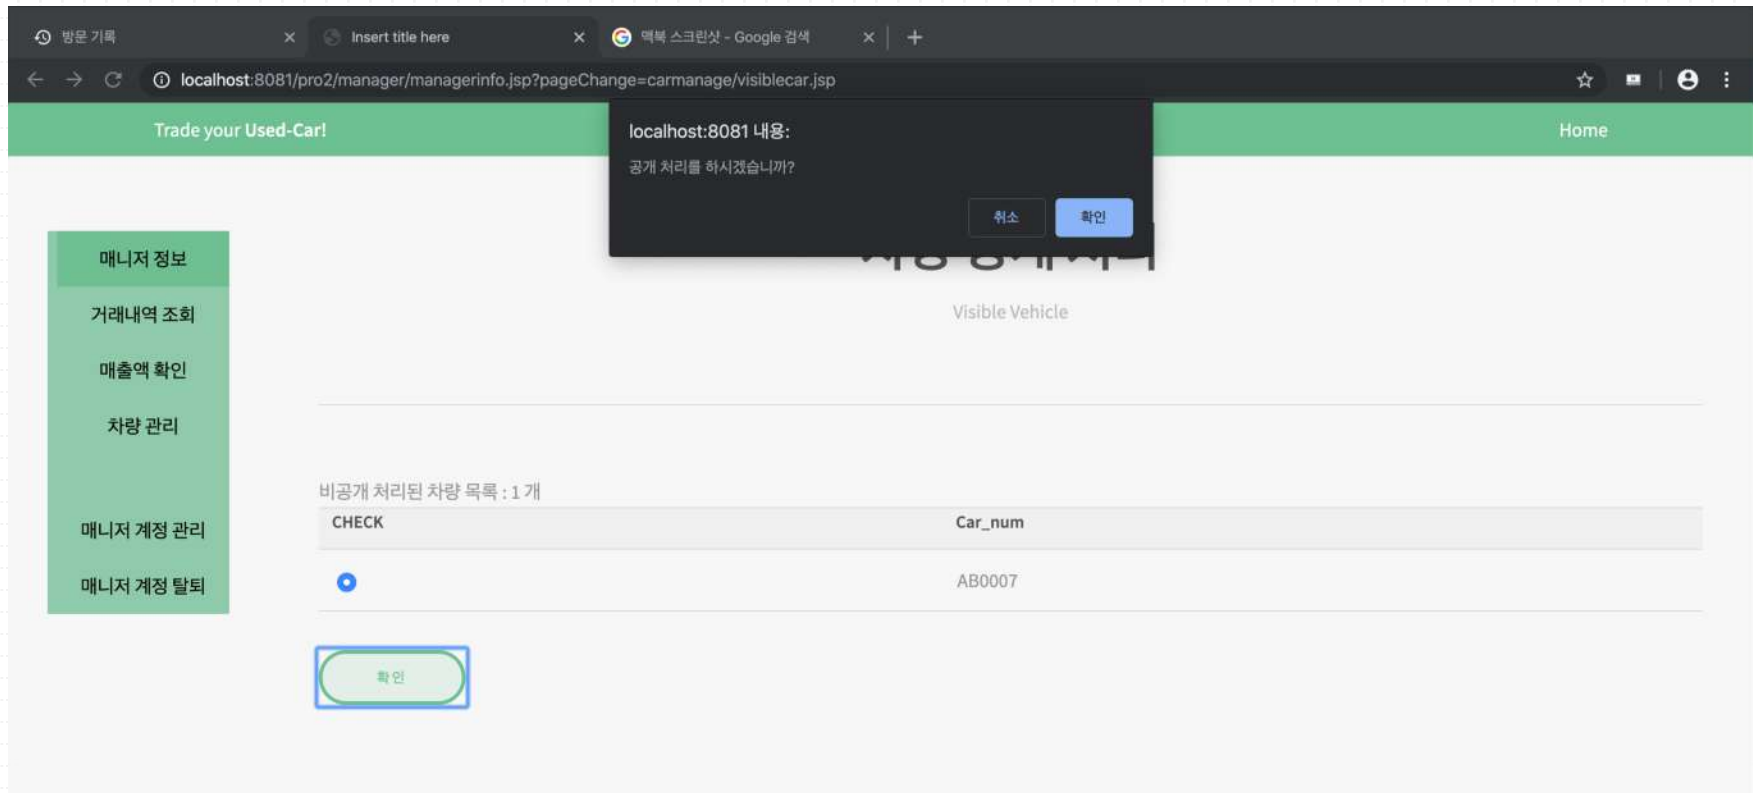 방문 기록
Insert title here
맥북 스크린샷 - Google 검색
localhost:8081/pro2/manager/managerinfo.jsp?pageChange=carmanage/visiblecar.jsp
Trade your Used-Car!
Home
localhost:8081 내용:
공개 처리를 하시겠습니까?
취소
확인
Visible Vehicle
매니저 정보
거래내역 조회
매출액 확인
차량 관리
매니저 계정 관리
매니저 계정 탈퇴
비공개 처리된 차량 목록 : 1 개
CHECK Car_num
AB0007
확인